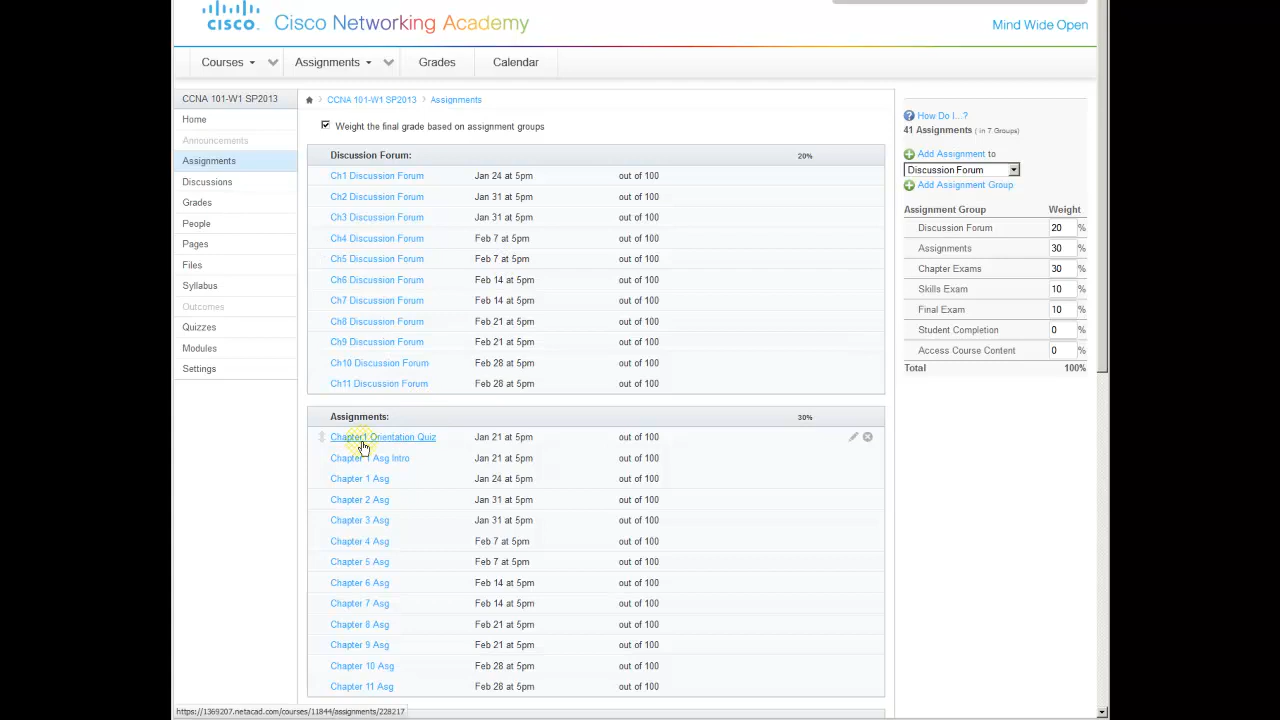 CISCO Cisco Networking Academy
Mind Wide Open
Courses Assignments Grades Calendar
CCNA 101-W1 SP2013
Home
Announcements
Assignments
Discussions
Grades
People
Pages
Files
Syllabus
Outcomes
Quizzes
Modules
Settings
CCNA 101-W1 SP2013 Assignments
Weight the final grade based on assignment groups
Discussion Forum: 20%
Ch1 Discussion Forum Jan 24 at 5pm out of 100
Ch2 Discussion Forum Jan 31 at 5pm out of 100
Ch3 Discussion Forum Jan 31 at 5pm out of 100
Ch4 Discussion Forum Feb 7 at 5pm out of 100
Ch5 Discussion Forum Feb 7 at 5pm out of 100
Ch6 Discussion Forum Feb 14 at 5pm out of 100
Ch7 Discussion Forum Feb 14 at 5pm out of 100
Ch8 Discussion Forum Feb 21 at 5pm out of 100
Ch9 Discussion Forum Feb 21 at 5pm out of 100
Ch10 Discussion Forum Feb 28 at 5pm out of 100
Ch11 Discussion Forum Feb 28 at 5pm out of 100
Assignments: 30%
Chapter1 Orientation Quiz Jan 21 at 5pm out of 100
Chapter 1 Asg Intro Jan 21 at 5pm out of 100
Chapter 1 Asg Jan 24 at 5pm out of 100
Chapter 2 Asg Jan 31 at 5pm out of 100
Chapter 3 Asg Jan 31 at 5pm out of 100
Chapter 4 Asg Feb 7 at 5pm out of 100
Chapter 5 Asg Feb 7 at 5pm out of 100
Chapter 6 Asg Feb 14 at 5pm out of 100
Chapter 7 Asg Feb 14 at 5pm out of 100
Chapter 8 Asg Feb 21 at 5pm out of 100
Chapter 9 Asg Feb 21 at 5pm out of 100
Chapter 10 Asg Feb 28 at 5pm out of 100
Chapter 11 Asg Feb 28 at 5pm out of 100
How Do I...?
41 Assignments ( in 7 Groups)
Add Assignment to
Discussion Forum
Add Assignment Group
Assignment Group Weight
Discussion Forum 20 %
Assignments 30 %
Chapter Exams 30 %
Skills Exam 10 %
Final Exam 10 %
Student Completion 0 %
Access Course Content 0 %
Total 100%
https://1369207.netacad.com/courses/11844/assignments/228217